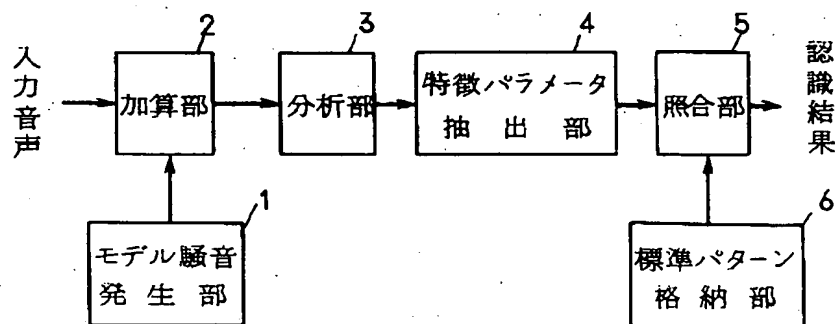 2
3
4
5
入力音声
加算部
分析部
特徴パラメータ
抽出部
照合部
認識結果
1
モデル騒音
発生部
6
標準パターン
格納部